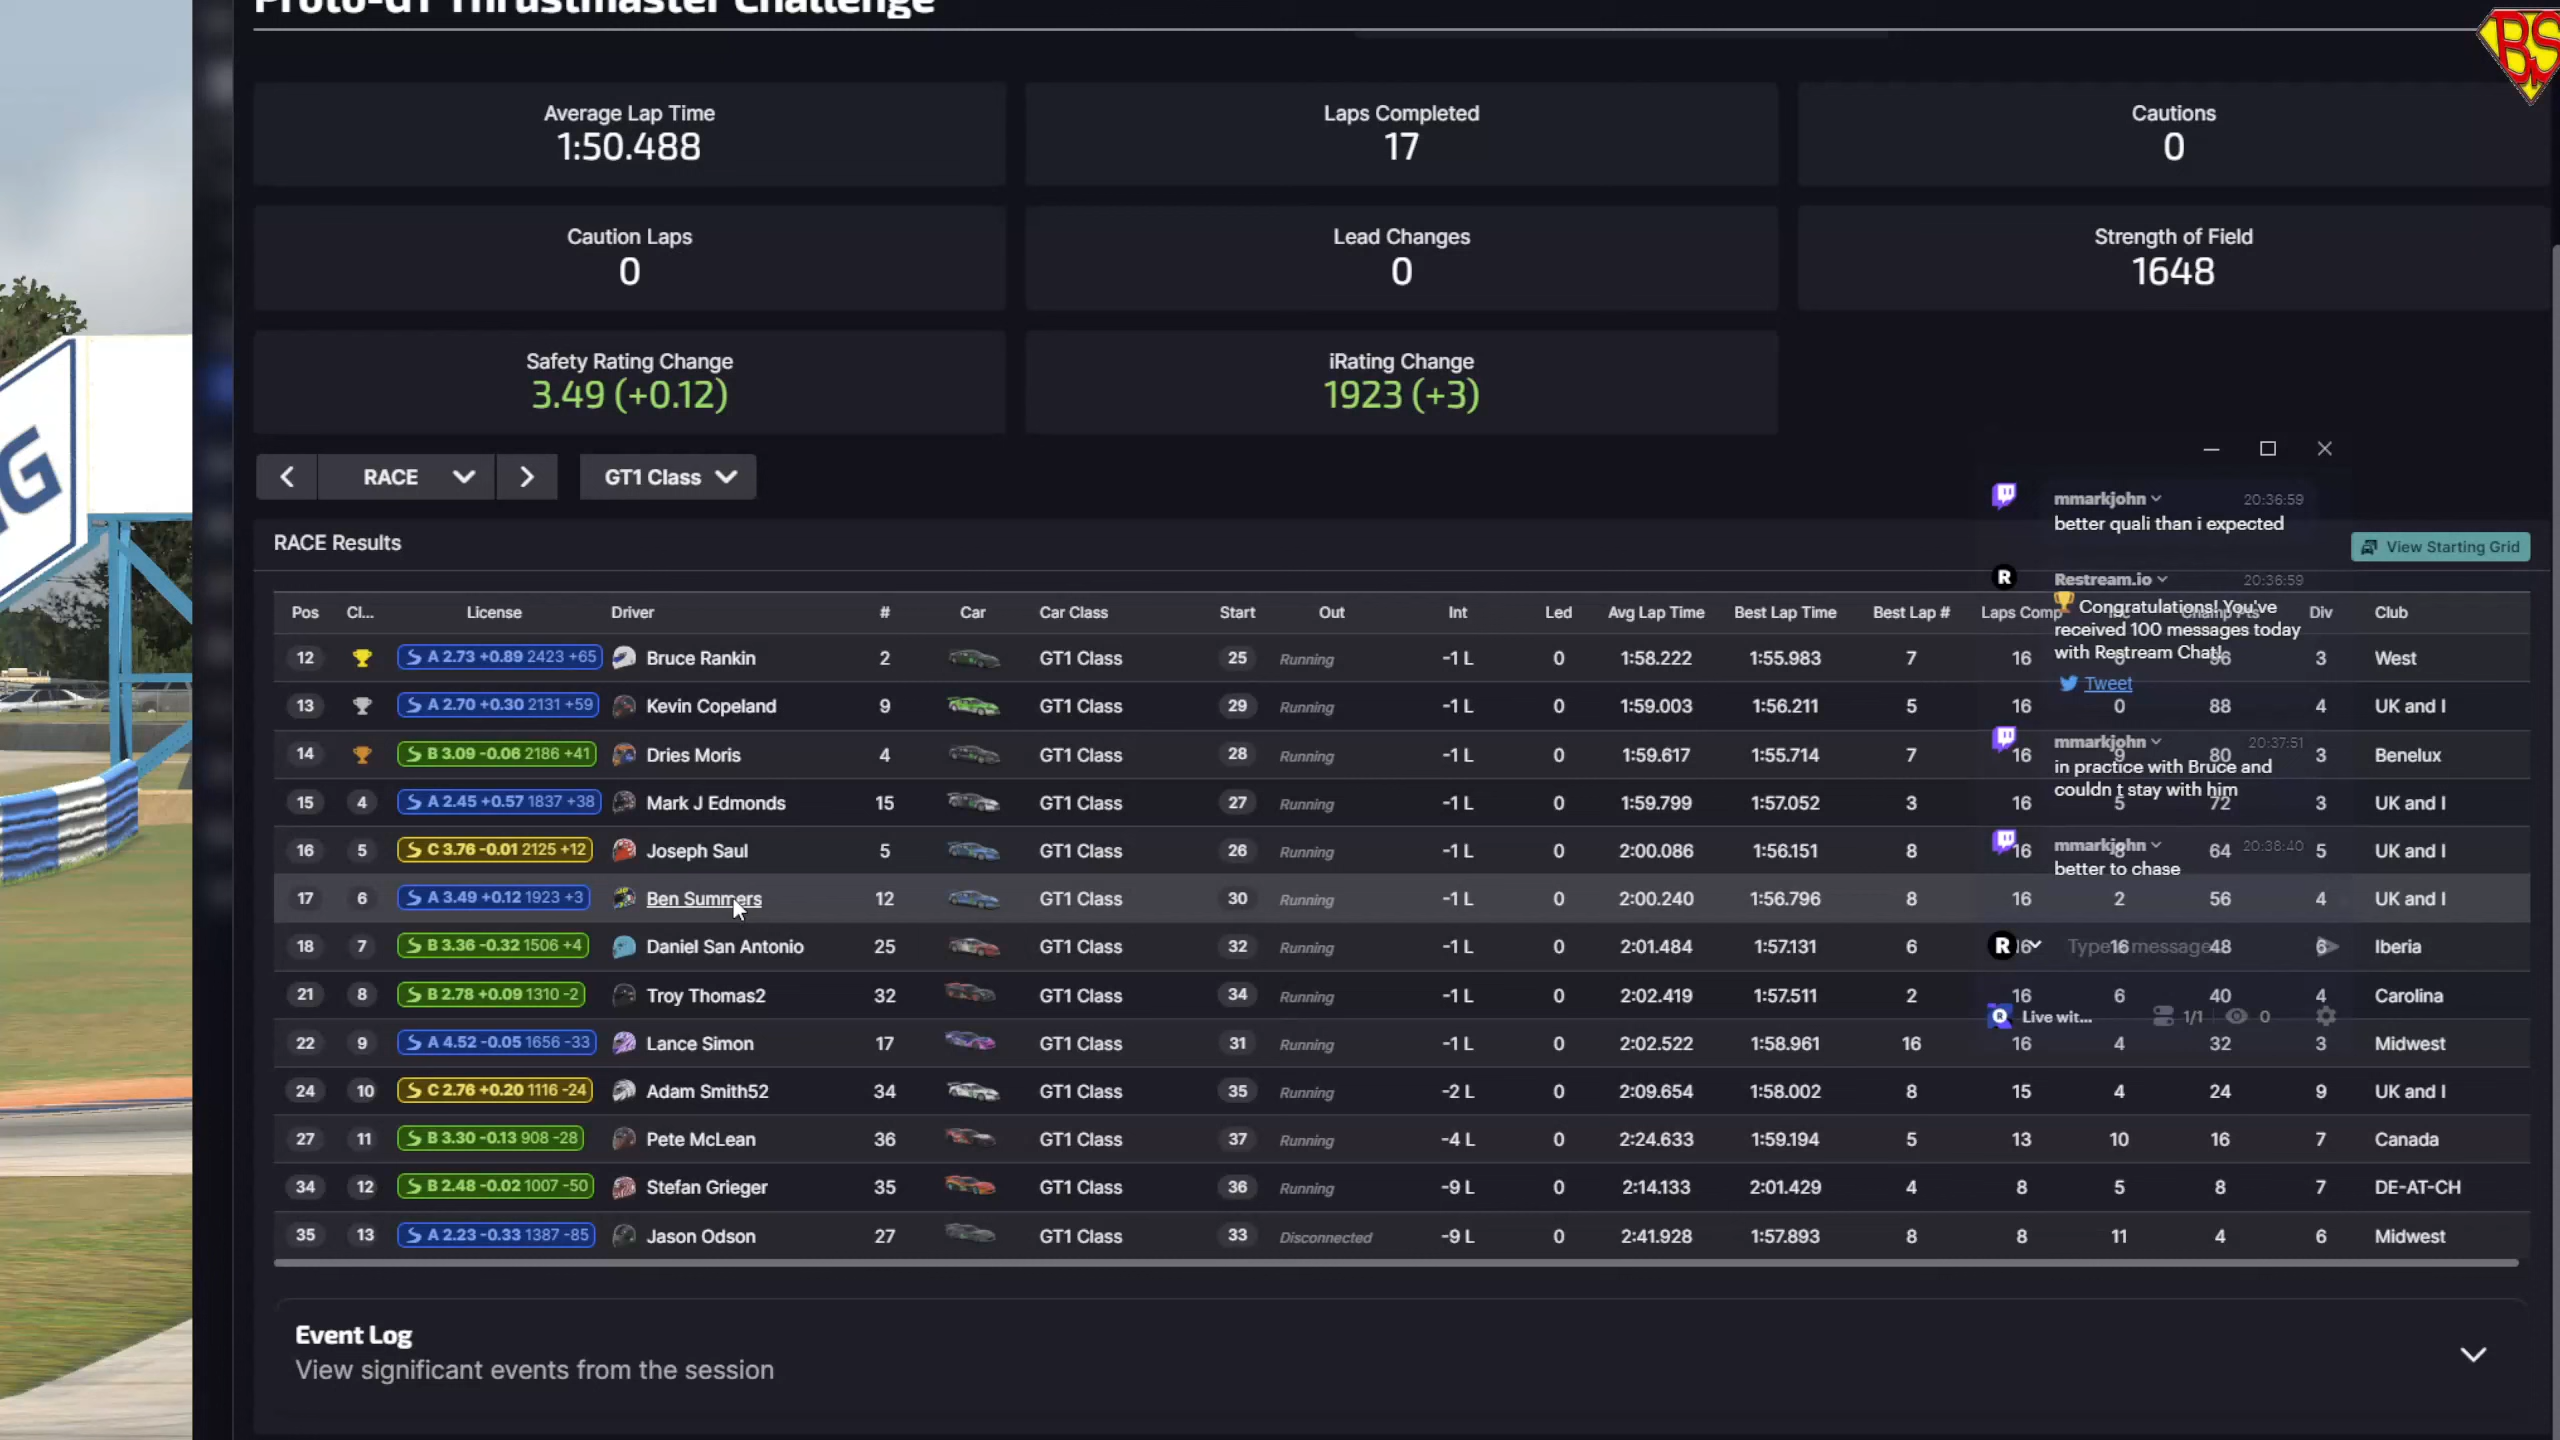 Proto-GT Thrustmaster Challenge
BS
Average Lap Time
1:50.488
Laps Completed
17
Cautions
0
Caution Laps
0
Lead Changes
0
Strength of Field
1648
Safety Rating Change
3.49 (+0.12)
iRating Change
1923 (+3)
RACE
GT1 Class
RACE Results
View Starting Grid
Pos Cl... License Driver # Car Car Class Start Out Int Led Avg Lap Time Best Lap Time Best Lap # Laps Comp Inc Champ Pts Div Club
12 A 2.73 +0.89 2423 +65 Bruce Rankin 2 GT1 Class 25 Running -1 L 0 1:58.222 1:55.983 7 16 0 96 3 West
13 A 2.70 +0.30 2131 +59 Kevin Copeland 9 GT1 Class 29 Running -1 L 0 1:59.003 1:56.211 5 16 0 88 4 UK and I
14 B 3.09 -0.06 2186 +41 Dries Moris 4 GT1 Class 28 Running -1 L 0 1:59.617 1:55.714 7 16 9 80 3 Benelux
15 4 A 2.45 +0.57 1837 +38 Mark J Edmonds 15 GT1 Class 27 Running -1 L 0 1:59.799 1:57.052 3 16 5 72 3 UK and I
16 5 C 3.76 -0.01 2125 +12 Joseph Saul 5 GT1 Class 26 Running -1 L 0 2:00.086 1:56.151 8 16 8 64 5 UK and I
17 6 A 3.49 +0.12 1923 +3 Ben Summers 12 GT1 Class 30 Running -1 L 0 2:00.240 1:56.796 8 16 2 56 4 UK and I
18 7 B 3.36 -0.32 1506 +4 Daniel San Antonio 25 GT1 Class 32 Running -1 L 0 2:01.484 1:57.131 6 16 16 48 6 Iberia
21 8 B 2.78 +0.09 1310 -2 Troy Thomas2 32 GT1 Class 34 Running -1 L 0 2:02.419 1:57.511 2 16 6 40 4 Carolina
22 9 A 4.52 -0.05 1656 -33 Lance Simon 17 GT1 Class 31 Running -1 L 0 2:02.522 1:58.961 16 16 4 32 3 Midwest
24 10 C 2.76 +0.20 1116 -24 Adam Smith52 34 GT1 Class 35 Running -2 L 0 2:09.654 1:58.002 8 15 4 24 9 UK and I
27 11 B 3.30 -0.13 908 -28 Pete McLean 36 GT1 Class 37 Running -4 L 0 2:24.633 1:59.194 5 13 10 16 7 Canada
34 12 B 2.48 -0.02 1007 -50 Stefan Grieger 35 GT1 Class 36 Running -9 L 0 2:14.133 2:01.429 4 8 5 8 7 DE-AT-CH
35 13 A 2.23 -0.33 1387 -85 Jason Odson 27 GT1 Class 33 Disconnected -9 L 0 2:41.928 1:57.893 8 8 11 4 6 Midwest
mmarkjohn 20:36:59
better quali than i expected
Restream.io 20:36:59
Congratulations! You've
received 100 messages today
with Restream Chat!
Tweet
mmarkjohn 20:37:51
in practice with Bruce and
couldn t stay with him
mmarkjohn 20:38:40
better to chase
Type message
Live wit... 1/1 0
Event Log
View significant events from the session